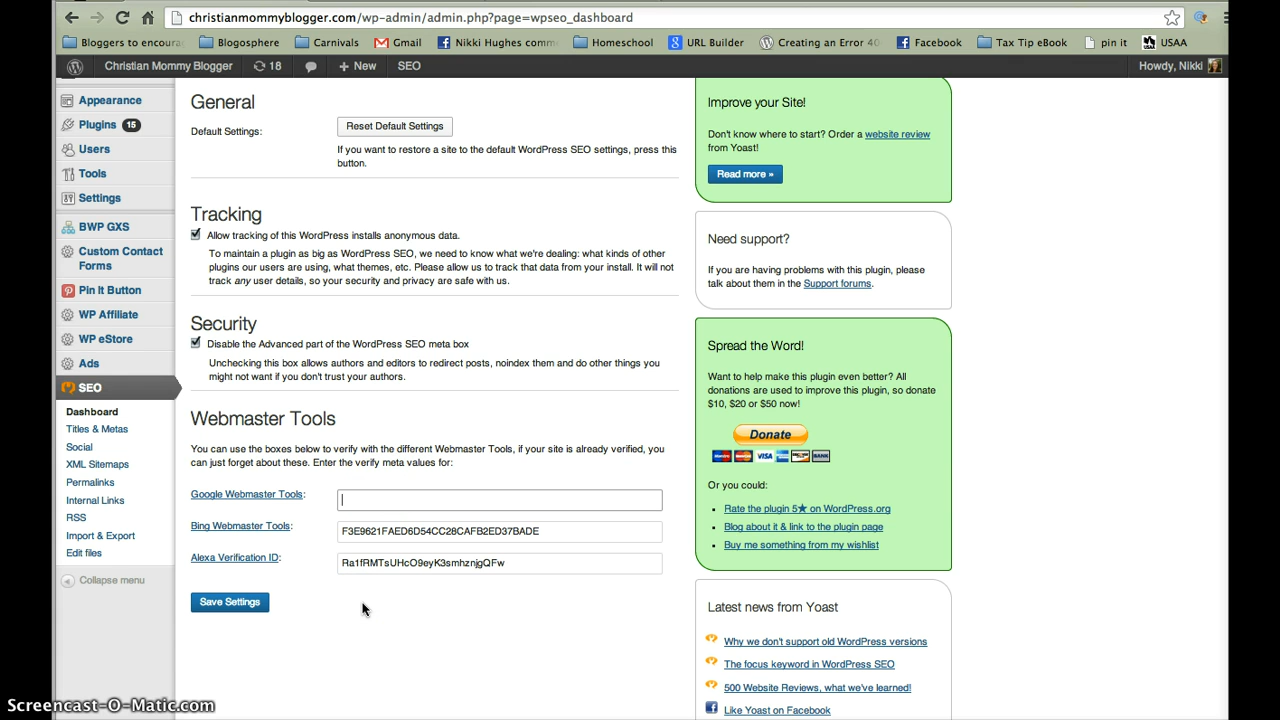 christianmommyblogger.com/wp-admin/admin.php?page=wpseo_dashboard
Bloggers to encoura
Blogosphere
Carnivals
Gmail
Nikki Hughes comm
Homeschool
URL Builder
Creating an Error 40
Facebook
Tax Tip eBook
pin it
USAA
Christian Mommy Blogger
18
New
SEO
Howdy, Nikki
Appearance
Plugins 15
Users
Tools
Settings
BWP GXS
Custom Contact
Forms
Pin It Button
WP Affiliate
WP eStore
Ads
SEO
Dashboard
Titles & Metas
Social
XML Sitemaps
Permalinks
Internal Links
RSS
Import & Export
Edit files
Collapse menu
General
Default Settings:
Reset Default Settings
If you want to restore a site to the default WordPress SEO settings, press this
button.
Tracking
Allow tracking of this WordPress installs anonymous data.
To maintain a plugin as big as WordPress SEO, we need to know what we're dealing: what kinds of other
plugins our users are using, what themes, etc. Please allow us to track that data from your install. It will not
track any user details, so your security and privacy are safe with us.
Security
Disable the Advanced part of the WordPress SEO meta box
Unchecking this box allows authors and editors to redirect posts, noindex them and do other things you
might not want if you don't trust your authors.
Webmaster Tools
You can use the boxes below to verify with the different Webmaster Tools, if your site is already verified, you
can just forget about these. Enter the verify meta values for:
Google Webmaster Tools:
Bing Webmaster Tools:
F3E9621FAED6D54CC28CAFB2ED37BADE
Alexa Verification ID:
Ra1fRMTsUHcO9eyK3smhznjgQFw
Save Settings
Improve your Site!
Don't know where to start? Order a website review
from Yoast!
Read more »
Need support?
If you are having problems with this plugin, please
talk about them in the Support forums.
Spread the Word!
Want to help make this plugin even better? All
donations are used to improve this plugin, so donate
$10, $20 or $50 now!
Donate
VISA
BANK
Or you could:
Rate the plugin 5★ on WordPress.org
Blog about it & link to the plugin page
Buy me something from my wishlist
Latest news from Yoast
Why we don't support old WordPress versions
The focus keyword in WordPress SEO
500 Website Reviews, what we've learned!
Like Yoast on Facebook
Screencast-O-Matic.com